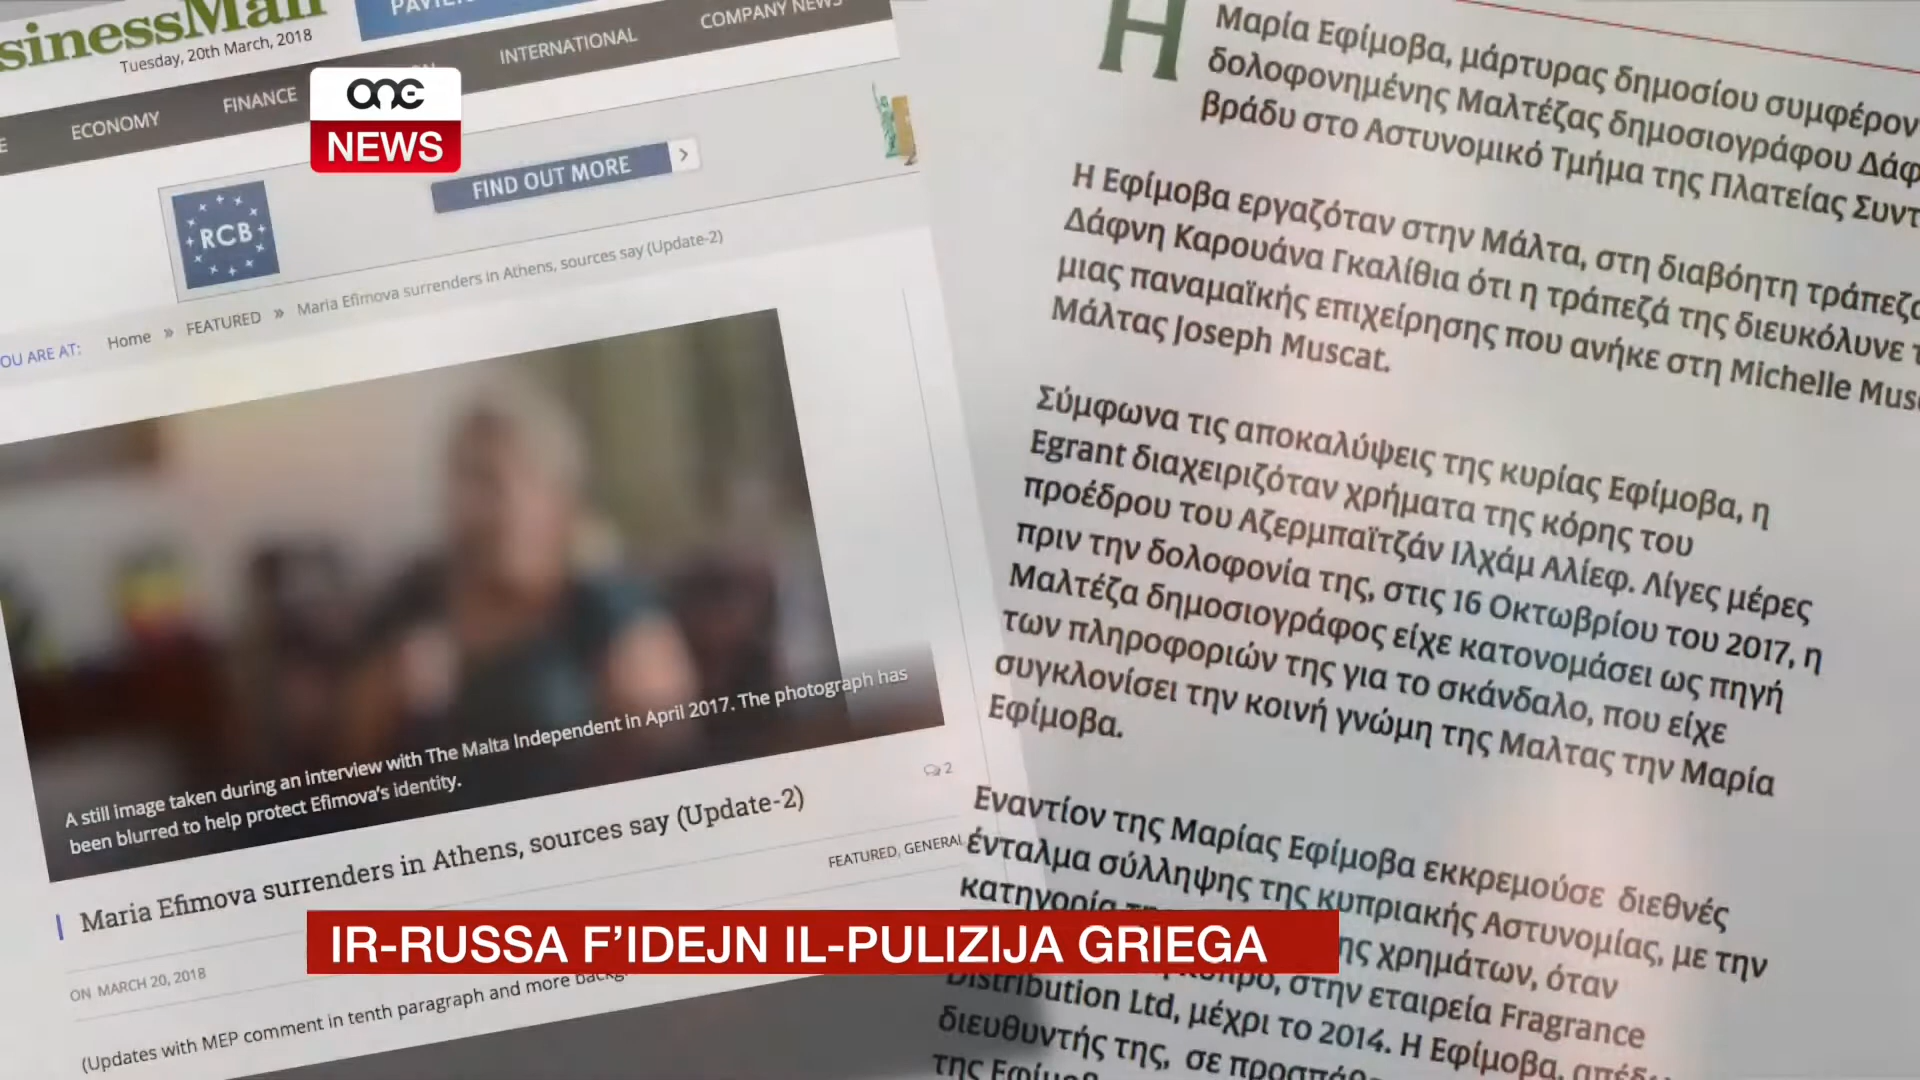 Tuesday, 20th March, 2018
ECONOMY
FINANCE
INTERNATIONAL
COMPANY NEWS
one
NEWS
RCB
FIND OUT MORE
OU ARE AT: Home » FEATURED » Maria Efimova surrenders in Athens, sources say (Update-2)
A still image taken during an interview with The Malta Independent in April 2017. The photograph has
been blurred to help protect Efimova's identity.
2
Maria Efimova surrenders in Athens, sources say (Update-2)
FEATURED, GENERAL
ON MARCH 20, 2018
(Updates with MEP comment in tenth paragraph and more
Η Μαρία Εφίμοβα, μάρτυρας δημοσίου
δολοφονημένης Μαλτέζας δημοσιογράφου
βράδυ στο Αστυνομικό Τμήμα της Πλατείας
Η Εφίμοβα εργαζόταν στην Μάλτα, στη διαβόητη
Δάφνη Καρουάνα Γκαλίθια ότι η τράπεζά της διευκόλυνε
μιας παναμαϊκής επιχείρησης που ανήκε στη Michelle
Μάλτας Joseph Muscat.
Σύμφωνα τις αποκαλύψεις της κυρίας Εφίμοβα, η
Egrant διαχειριζόταν χρήματα της κόρης του
προέδρου του Αζερμπαϊτζάν Ιλχάμ Αλίεφ. Λίγες μέρες
πριν την δολοφονία της, στις 16 Οκτωβρίου του 2017, η
Μαλτέζα δημοσιογράφος είχε κατονομάσει ως πηγή
των πληροφοριών της για το σκάνδαλο, που είχε
συγκλονίσει την κοινή γνώμη της Μαλτας την Μαρία
Εφίμοβα.
Εναντίον της Μαρίας Εφίμοβα εκκρεμούσε διεθνές
ένταλμα σύλληψης της κυπριακής Αστυνομίας, με την
κατηγορία
χρημάτων, όταν
στην εταιρεία Fragrance
Distribution Ltd, μέχρι το 2014. Η Εφίμοβα,
διευθυντής της, σε
της
IR-RUSSA F'IDEJN IL-PULIZIJA GRIEGA